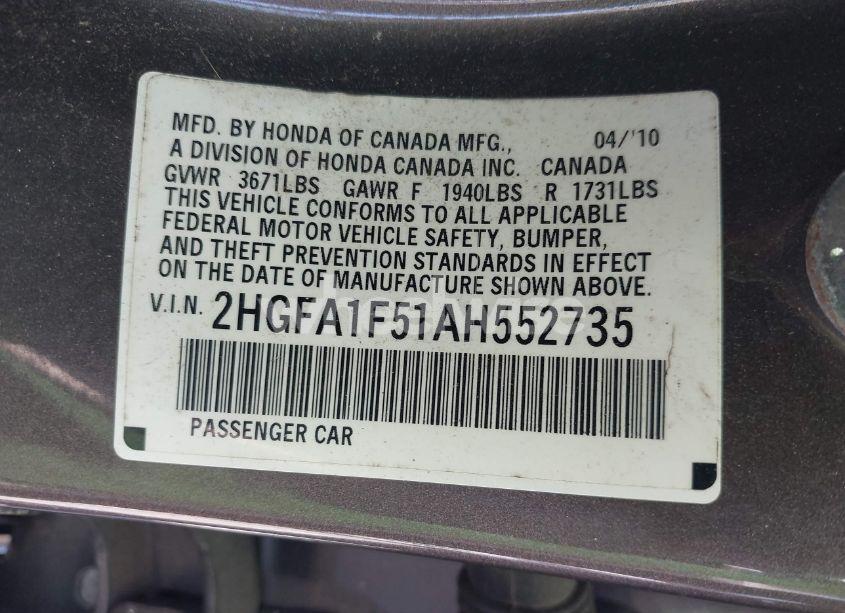 MFD. BY HONDA OF CANADA MFG., 04/'10
A DIVISION OF HONDA CANADA INC. CANADA
GVWR 3671LBS GAWR F 1940LBS R 1731LBS
THIS VEHICLE CONFORMS TO ALL APPLICABLE
FEDERAL MOTOR VEHICLE SAFETY, BUMPER,
AND THEFT PREVENTION STANDARDS IN EFFECT
ON THE DATE OF MANUFACTURE SHOWN ABOVE.
V.I.N. 2HGFA1F51AH552735
PASSENGER CAR